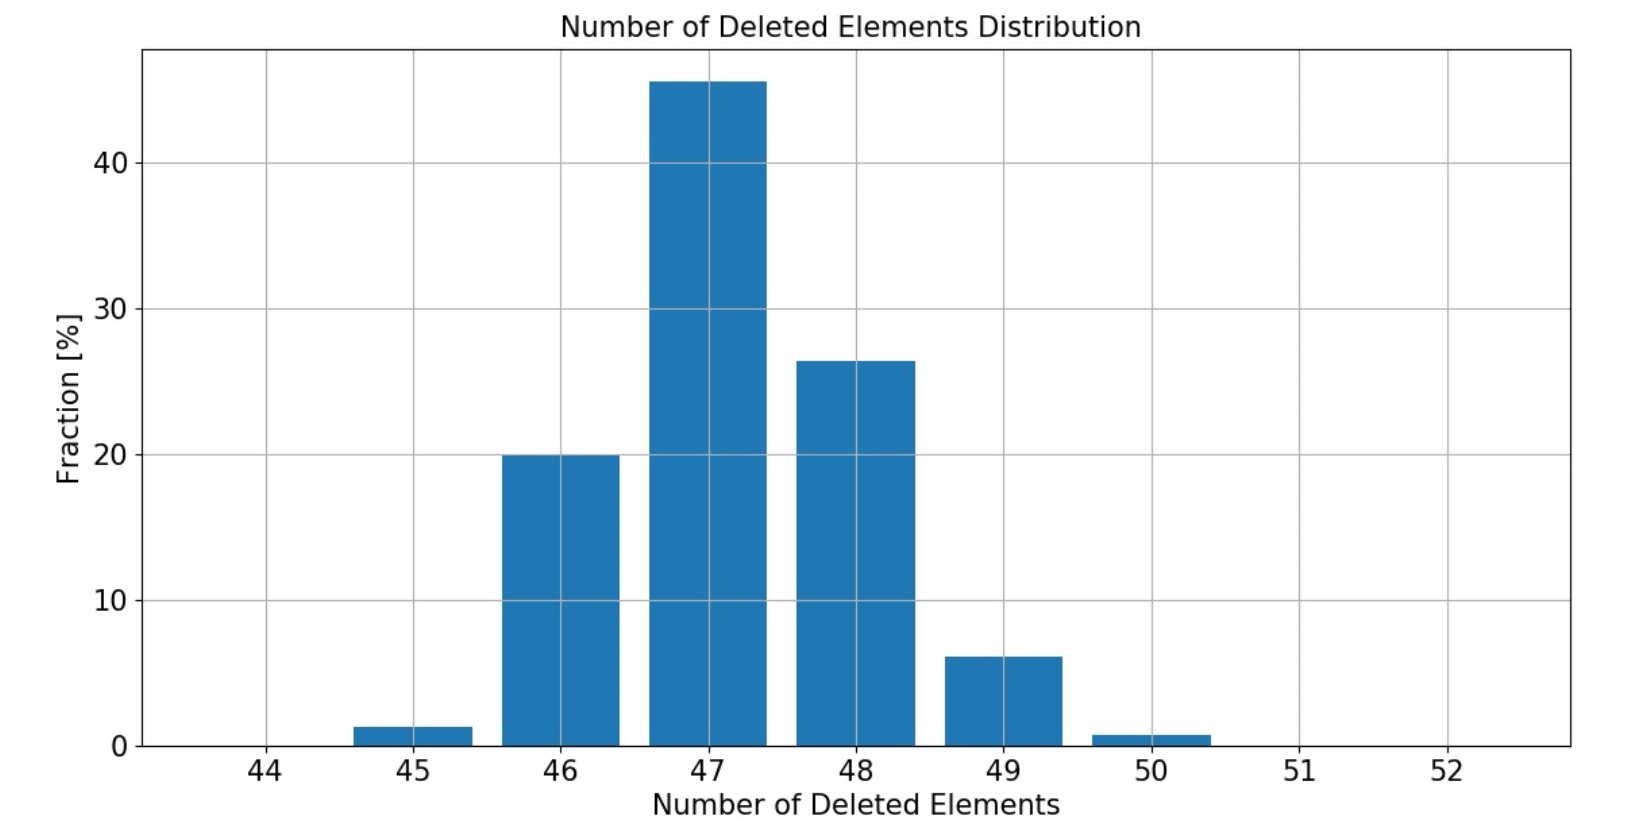 Number of Deleted Elements Distribution
Fraction [%]
40
30
20
10
0
44 45 46 47 48 49 50 51 52
Number of Deleted Elements